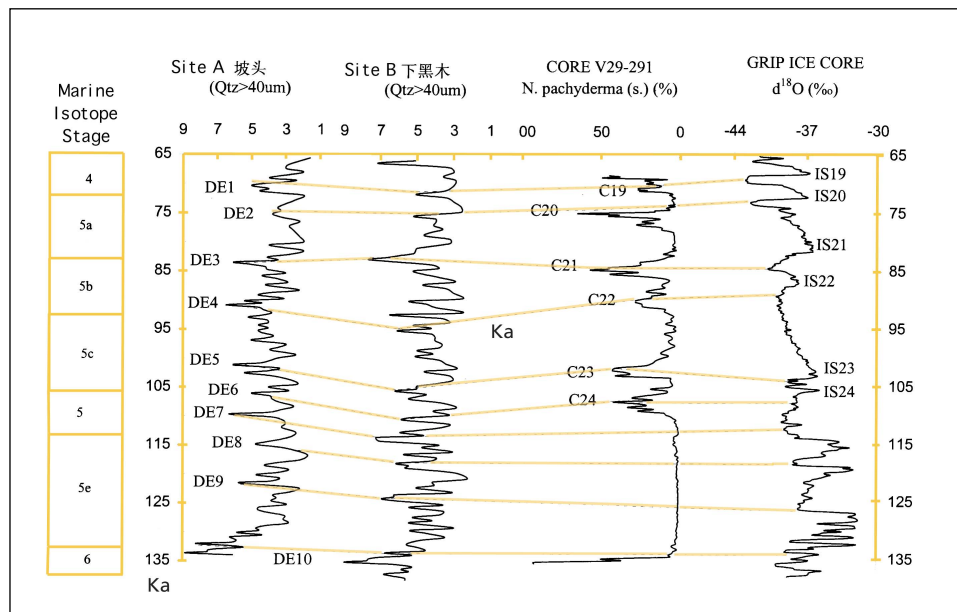 Site A 坡头
(Qtz>40um)
Site B 下黑木
(Qtz>40um)
CORE V29-291
N. pachyderma (s.) (%)
GRIP ICE CORE
d18O (‰)
Marine
Isotope
Stage
9 7 5 3 1 9 7 5 3 1 00 50 0 -44 -37 -30
65 65
4
DE1 C19 IS19
DE2 C20 IS20
75 75
5a
DE3 C21 IS21
85 85
5b
DE4 C22 IS22
95 Ka 95
5c
DE5 C23 IS23
105 105
DE6 C24 IS24
5
DE7
115 115
DE8
5e
DE9
125 125
6
135 DE10 135
Ka